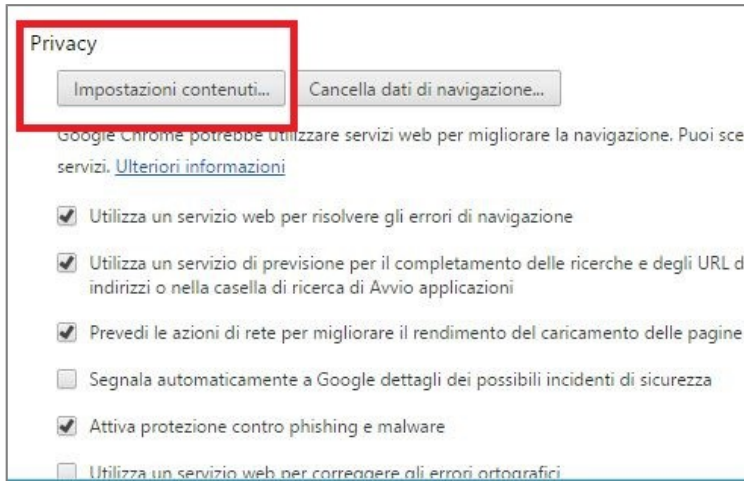 Privacy
Impostazioni contenuti... Cancella dati di navigazione...
Google Chrome potrebbe utilizzare servizi web per migliorare la navigazione. Puoi sce
servizi. Ulteriori informazioni
Utilizza un servizio web per risolvere gli errori di navigazione
Utilizza un servizio di previsione per il completamento delle ricerche e degli URL d
indirizzi o nella casella di ricerca di Avvio applicazioni
Prevedi le azioni di rete per migliorare il rendimento del caricamento delle pagine
Segnala automaticamente a Google dettagli dei possibili incidenti di sicurezza
Attiva protezione contro phishing e malware
Utilizza un servizio web per correggere gli errori ortografici